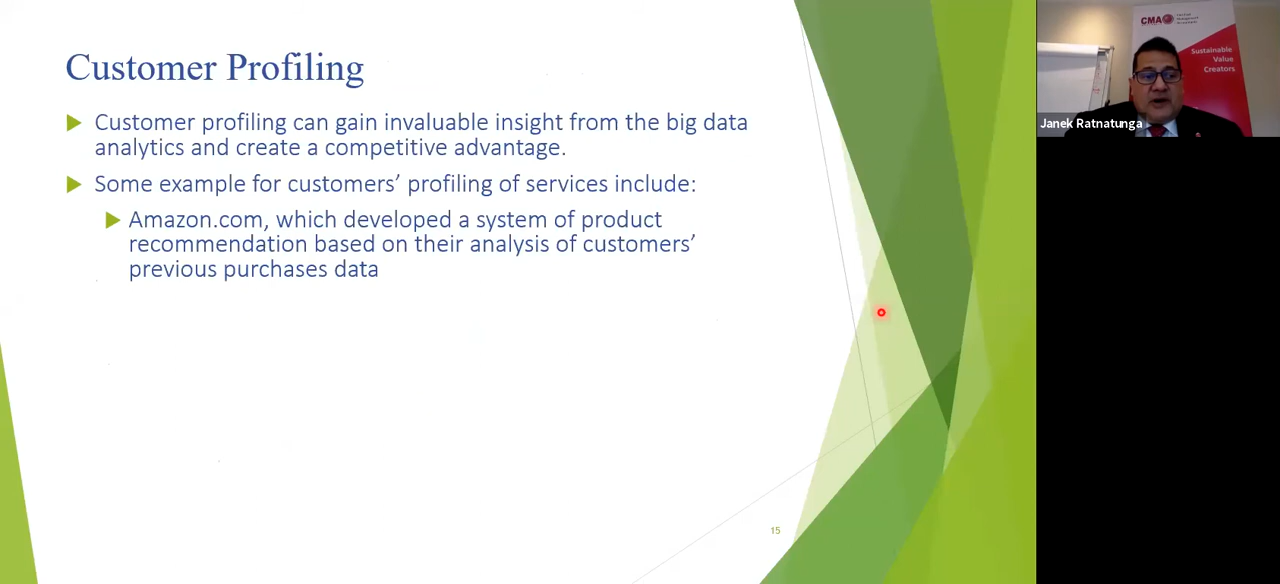 Customer Profiling
Customer profiling can gain invaluable insight from the big data
analytics and create a competitive advantage.
Some example for customers’ profiling of services include:
Amazon.com, which developed a system of product
recommendation based on their analysis of customers’
previous purchases data
15
CMA
Sustainable
Value
Creators
Janek Ratnatunga